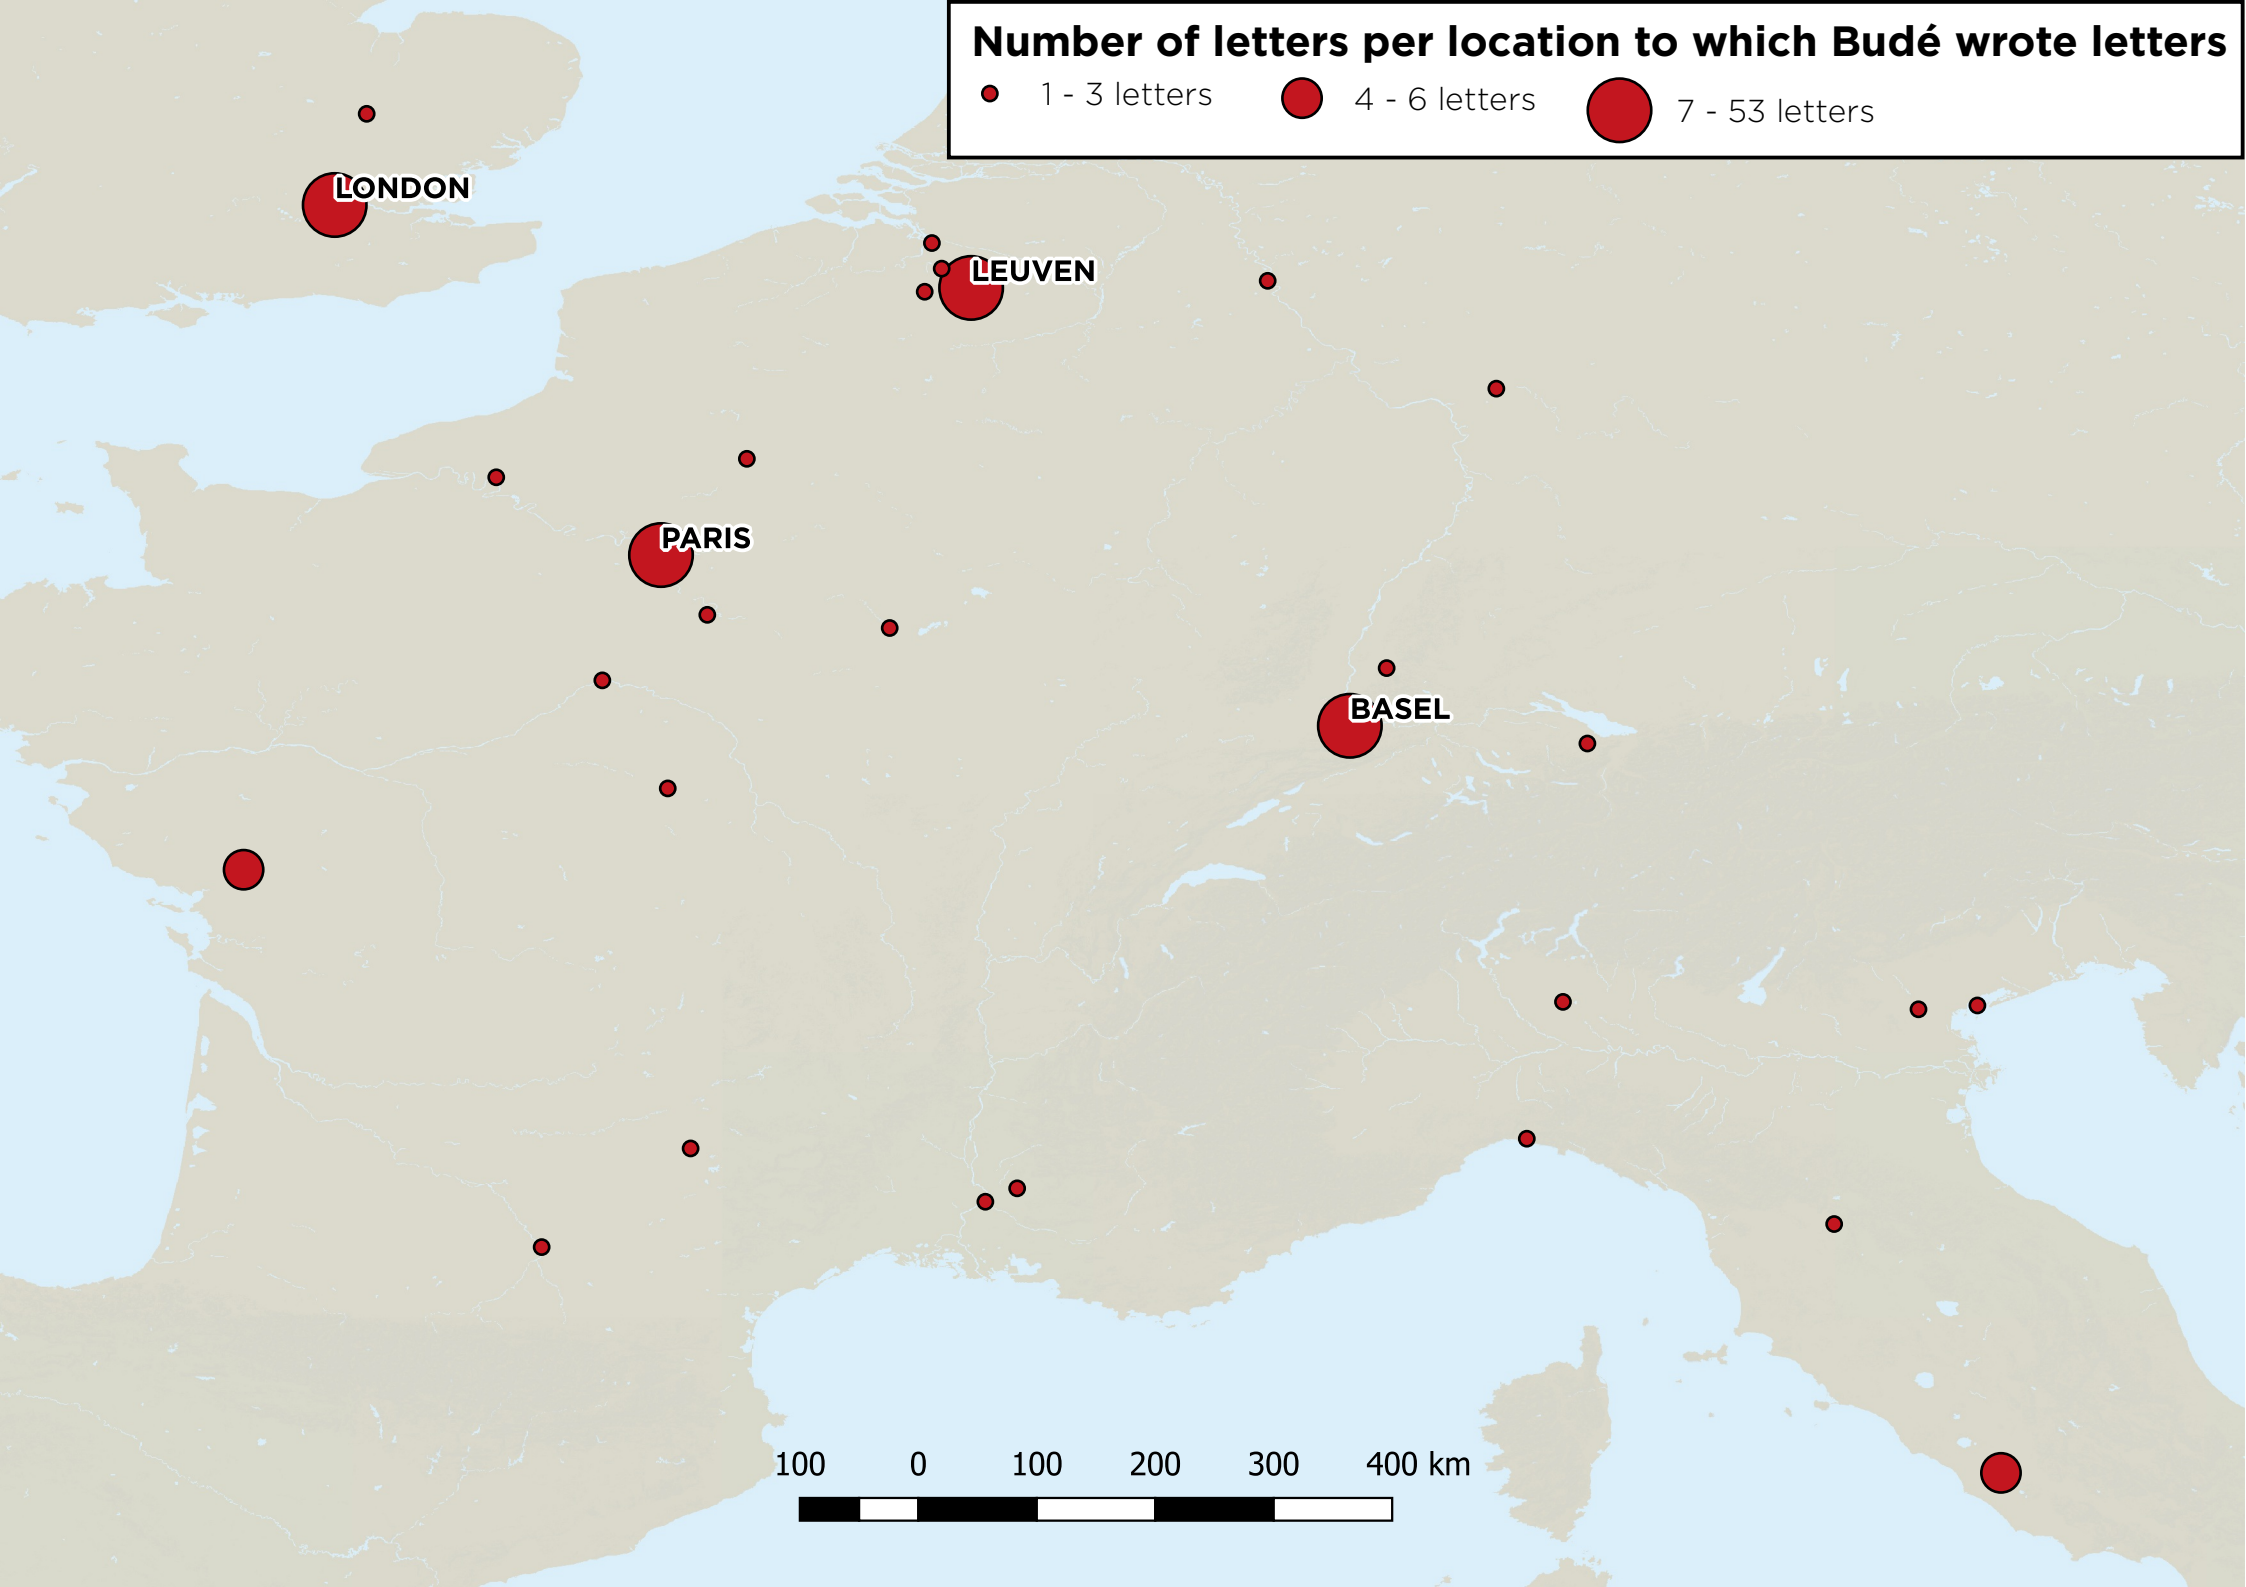 Number of letters per location to which Budé wrote letters
1 - 3 letters
4 - 6 letters
7 - 53 letters
LONDON
LEUVEN
PARIS
BASEL
100 0 100 200 300 400 km